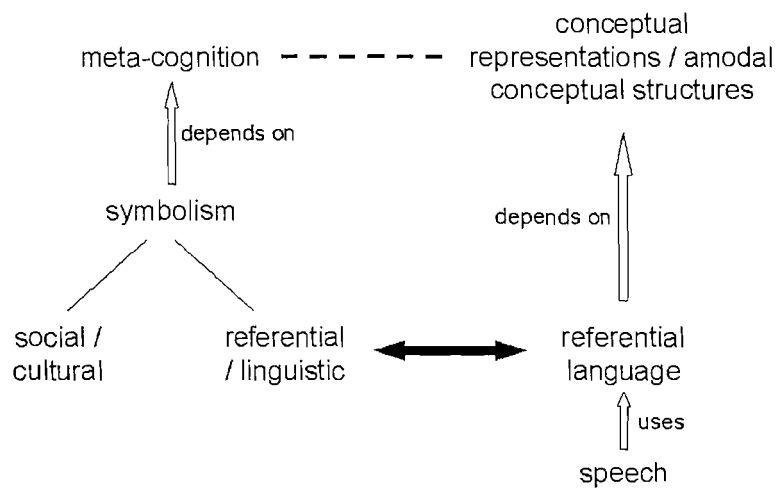 conceptual
meta-cognition representations / amodal
conceptual structures
depends on
symbolism
depends on
social / referential referential
cultural / linguistic language
uses
speech